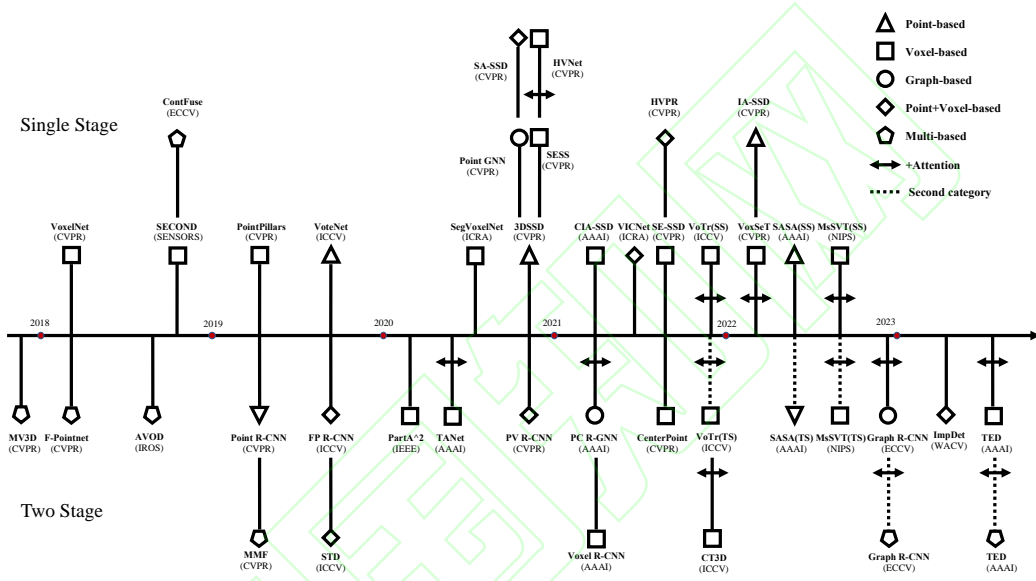 SA-SSD
(CVPR)
HVNet
(CVPR)
Point-based
Voxel-based
Graph-based
Point+Voxel-based
Multi-based
+Attention
Second category
Single Stage
ContFuse
(ECCV)
Point GNN
(CVPR)
SESS
(CVPR)
HVPR
(CVPR)
IA-SSD
(CVPR)
VoxelNet
(CVPR)
SECOND
(SENSORS)
PointPillars
(CVPR)
VoteNet
(ICCV)
SegVoxelNet
(ICRA)
3DSSD
(CVPR)
CIA-SSD
(AAAI)
VICNet
(ICRA)
SE-SSD
(CVPR)
VoTr(SS)
(ICCV)
VoxSeT
(CVPR)
SASA(SS)
(AAAI)
MsSVT(SS)
(NIPS)
2018
2019
2020
2021
2022
2023
MV3D
(CVPR)
F-Pointnet
(CVPR)
AVOD
(IROS)
Point R-CNN
(CVPR)
FP R-CNN
(ICCV)
PartA^2
(IEEE)
TANet
(AAAI)
PV R-CNN
(CVPR)
PC R-GNN
(AAAI)
CenterPoint
(CVPR)
VoTr(TS)
(ICCV)
SASA(TS)
(AAAI)
MsSVT(TS)
(NIPS)
Graph R-CNN
(ECCV)
ImpDet
(WACV)
TED
(AAAI)
Two Stage
MMF
(CVPR)
STD
(ICCV)
Voxel R-CNN
(AAAI)
CT3D
(ICCV)
Graph R-CNN
(ECCV)
TED
(AAAI)